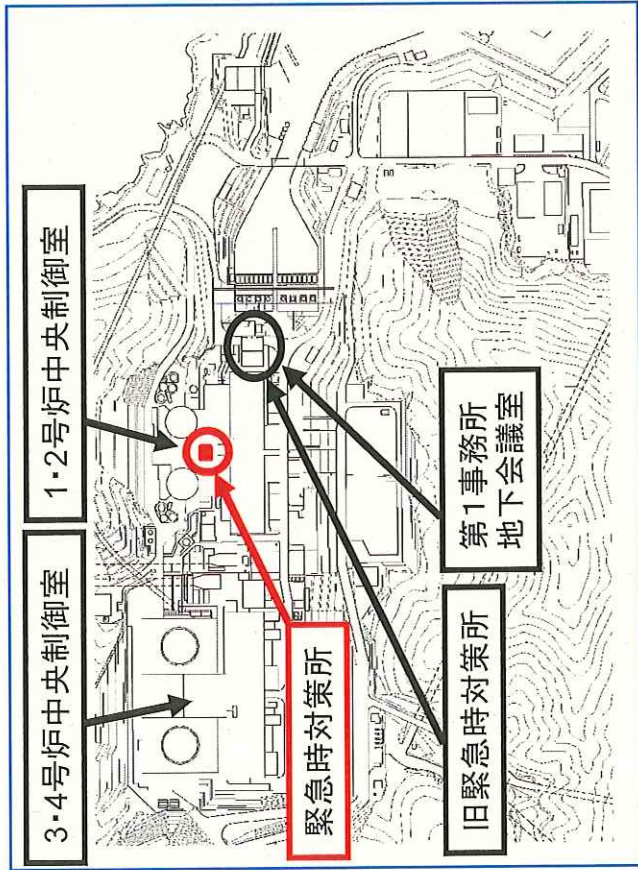 3・4号炉中央制御室
1・2号炉中央制御室
緊急時対策所
旧緊急時対策所
第1事務所
地下会議室